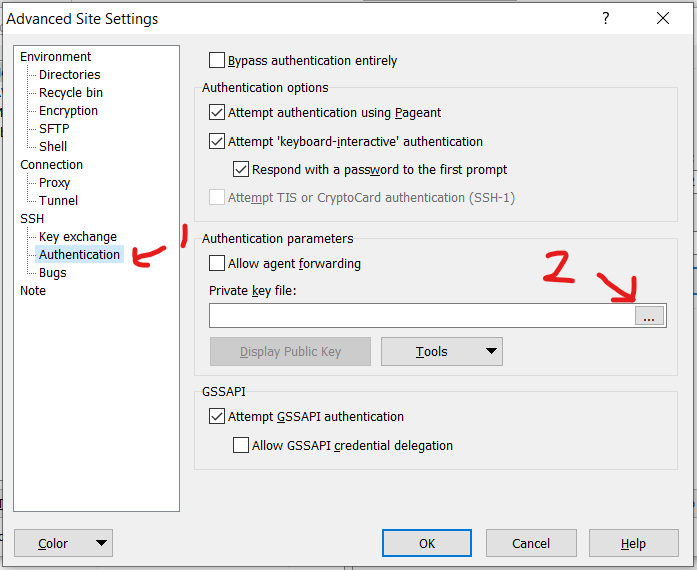 Advanced Site Settings
?
Environment
Directories
Recycle bin
Encryption
SFTP
Shell
Connection
Proxy
Tunnel
SSH
Key exchange
Authentication
Bugs
Note
1
Bypass authentication entirely
Authentication options
Attempt authentication using Pageant
Attempt 'keyboard-interactive' authentication
Respond with a password to the first prompt
Attempt TIS or CryptoCard authentication (SSH-1)
Authentication parameters
Allow agent forwarding
2
Private key file:
...
Display Public Key
Tools
GSSAPI
Attempt GSSAPI authentication
Allow GSSAPI credential delegation
Color
OK
Cancel
Help